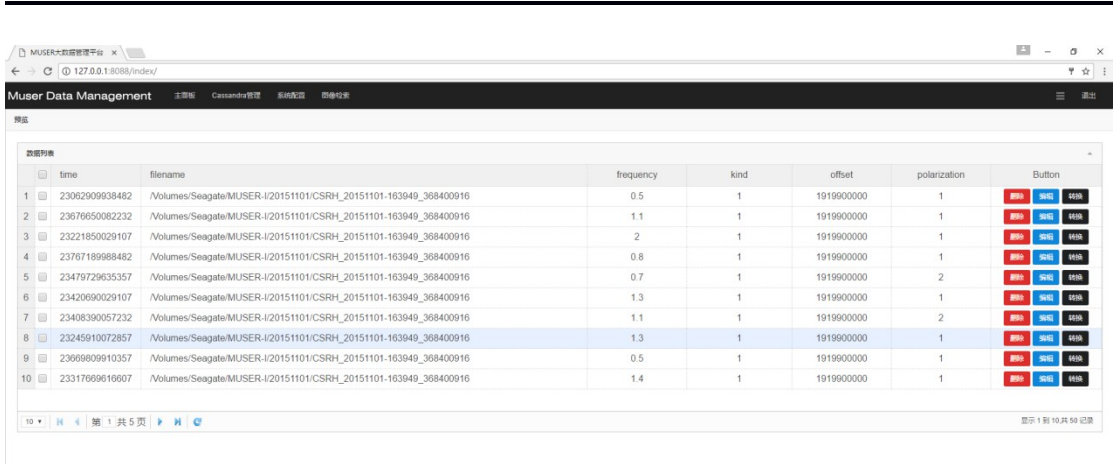 MUSER大数据管理平台 ×
127.0.0.1:8088/index/
Muser Data Management 主面板 Cassandra管理 系统配置 图像检索 退出
预览
数据列表
time filename frequency kind offset polarization Button
1 23062909938482 /Volumes/Seagate/MUSER-I/20151101/CSRH_20151101-163949_368400916 0.5 1 1919900000 1 删除 编辑 转换
2 23676650082232 /Volumes/Seagate/MUSER-I/20151101/CSRH_20151101-163949_368400916 1.1 1 1919900000 1 删除 编辑 转换
3 23221850029107 /Volumes/Seagate/MUSER-I/20151101/CSRH_20151101-163949_368400916 2 1 1919900000 1 删除 编辑 转换
4 23767189988482 /Volumes/Seagate/MUSER-I/20151101/CSRH_20151101-163949_368400916 0.8 1 1919900000 1 删除 编辑 转换
5 23479729635357 /Volumes/Seagate/MUSER-I/20151101/CSRH_20151101-163949_368400916 0.7 1 1919900000 2 删除 编辑 转换
6 23420690029107 /Volumes/Seagate/MUSER-I/20151101/CSRH_20151101-163949_368400916 1.3 1 1919900000 1 删除 编辑 转换
7 23408390057232 /Volumes/Seagate/MUSER-I/20151101/CSRH_20151101-163949_368400916 1.1 1 1919900000 2 删除 编辑 转换
8 23245910072857 /Volumes/Seagate/MUSER-I/20151101/CSRH_20151101-163949_368400916 1.3 1 1919900000 1 删除 编辑 转换
9 23669809910357 /Volumes/Seagate/MUSER-I/20151101/CSRH_20151101-163949_368400916 0.5 1 1919900000 1 删除 编辑 转换
10 23317669616607 /Volumes/Seagate/MUSER-I/20151101/CSRH_20151101-163949_368400916 1.4 1 1919900000 1 删除 编辑 转换
10 第 1 共 5 页 显示 1 到 10,共 50 记录